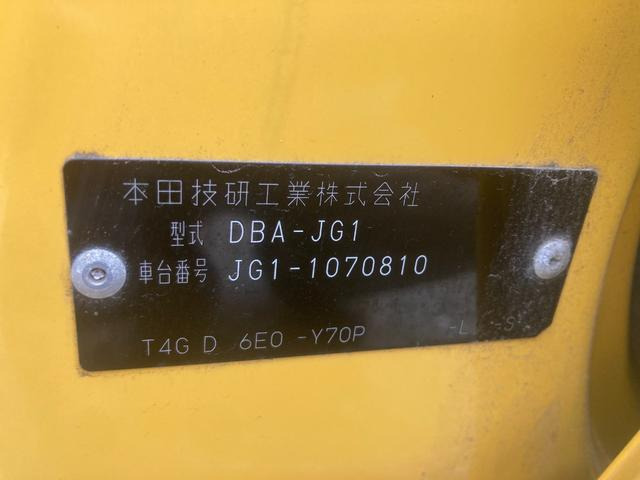 本田技研工業株式会社
型式 DBA-JG1
車台番号 JG1-1070810
T4G D 6E0 -Y70P -L -S